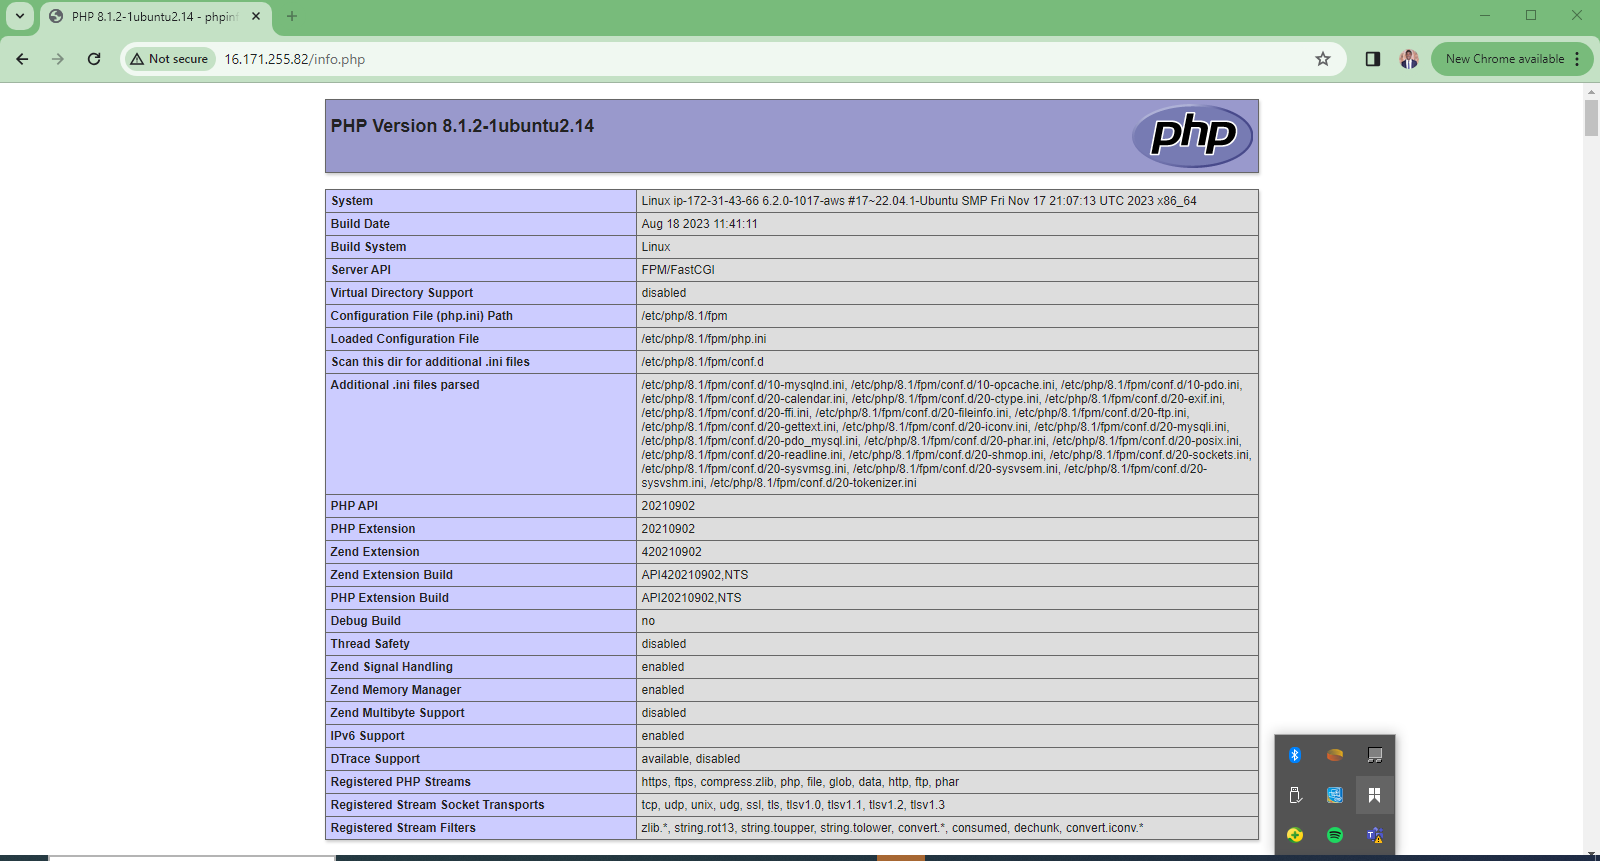 PHP 8.1.2-1ubuntu2.14 - phpinf
Not secure 16.171.255.82/info.php New Chrome available
PHP Version 8.1.2-1ubuntu2.14 php
System Linux ip-172-31-43-66 6.2.0-1017-aws #17~22.04.1-Ubuntu SMP Fri Nov 17 21:07:13 UTC 2023 x86_64
Build Date Aug 18 2023 11:41:11
Build System Linux
Server API FPM/FastCGI
Virtual Directory Support disabled
Configuration File (php.ini) Path /etc/php/8.1/fpm
Loaded Configuration File /etc/php/8.1/fpm/php.ini
Scan this dir for additional .ini files /etc/php/8.1/fpm/conf.d
Additional .ini files parsed /etc/php/8.1/fpm/conf.d/10-mysqlnd.ini, /etc/php/8.1/fpm/conf.d/10-opcache.ini, /etc/php/8.1/fpm/conf.d/10-pdo.ini,
/etc/php/8.1/fpm/conf.d/20-calendar.ini, /etc/php/8.1/fpm/conf.d/20-ctype.ini, /etc/php/8.1/fpm/conf.d/20-exif.ini,
/etc/php/8.1/fpm/conf.d/20-ffi.ini, /etc/php/8.1/fpm/conf.d/20-fileinfo.ini, /etc/php/8.1/fpm/conf.d/20-ftp.ini,
/etc/php/8.1/fpm/conf.d/20-gettext.ini, /etc/php/8.1/fpm/conf.d/20-iconv.ini, /etc/php/8.1/fpm/conf.d/20-mysqli.ini,
/etc/php/8.1/fpm/conf.d/20-pdo_mysql.ini, /etc/php/8.1/fpm/conf.d/20-phar.ini, /etc/php/8.1/fpm/conf.d/20-posix.ini,
/etc/php/8.1/fpm/conf.d/20-readline.ini, /etc/php/8.1/fpm/conf.d/20-shmop.ini, /etc/php/8.1/fpm/conf.d/20-sockets.ini,
/etc/php/8.1/fpm/conf.d/20-sysvmsg.ini, /etc/php/8.1/fpm/conf.d/20-sysvsem.ini, /etc/php/8.1/fpm/conf.d/20-
sysvshm.ini, /etc/php/8.1/fpm/conf.d/20-tokenizer.ini
PHP API 20210902
PHP Extension 20210902
Zend Extension 420210902
Zend Extension Build API420210902,NTS
PHP Extension Build API20210902,NTS
Debug Build no
Thread Safety disabled
Zend Signal Handling enabled
Zend Memory Manager enabled
Zend Multibyte Support disabled
IPv6 Support enabled
DTrace Support available, disabled
Registered PHP Streams https, ftps, compress.zlib, php, file, glob, data, http, ftp, phar
Registered Stream Socket Transports tcp, udp, unix, udg, ssl, tls, tlsv1.0, tlsv1.1, tlsv1.2, tlsv1.3
Registered Stream Filters zlib.*, string.rot13, string.toupper, string.tolower, convert.*, consumed, dechunk, convert.iconv.*